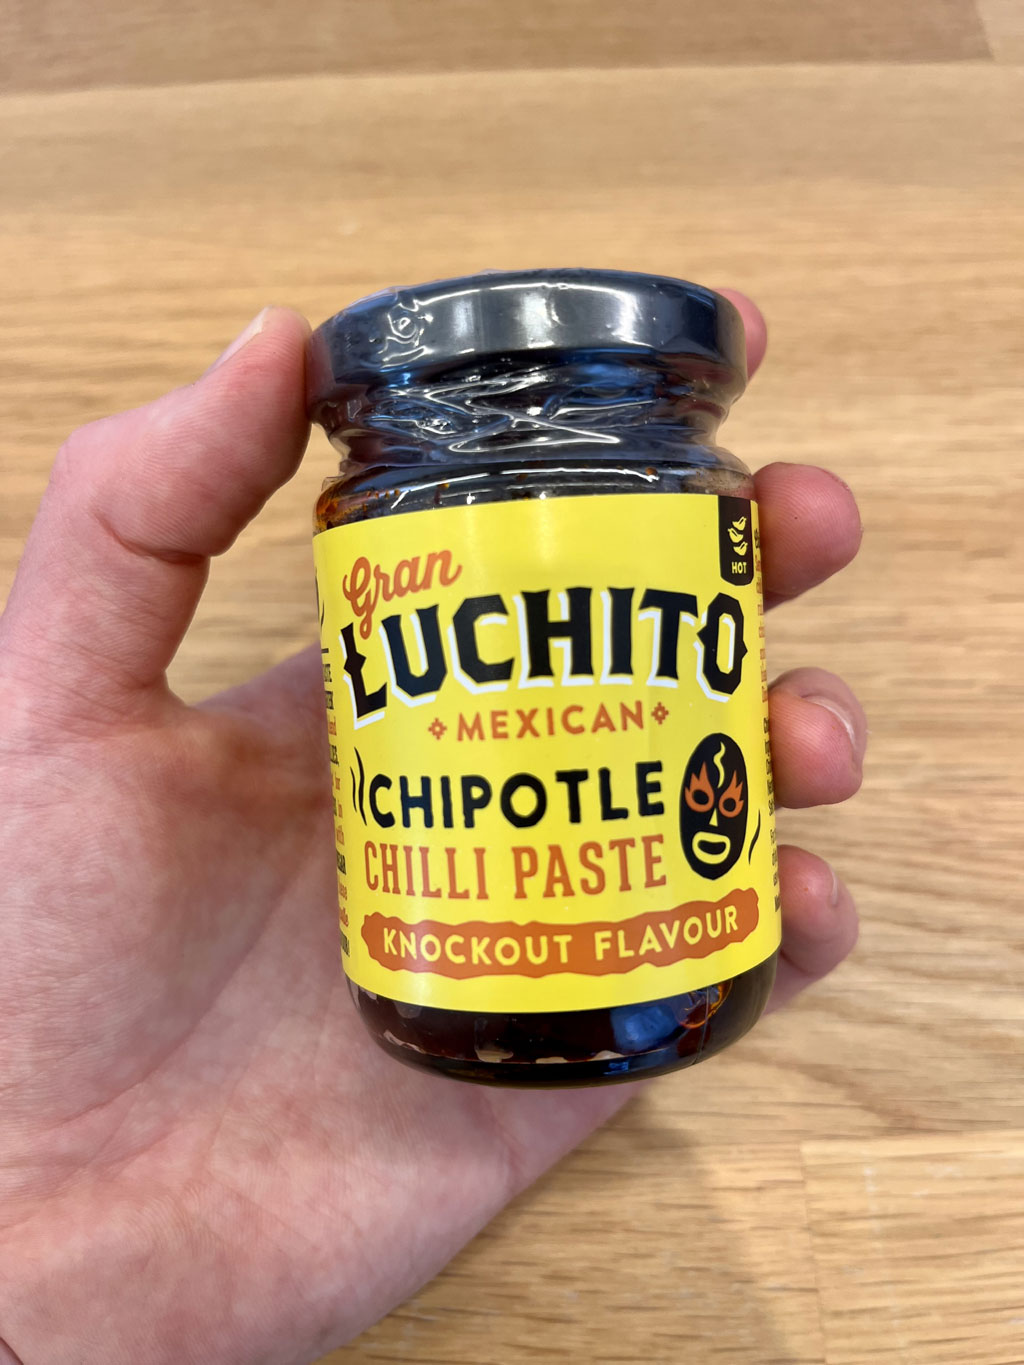 Gran
LUCHITO
MEXICAN
CHIPOTLE
CHILLI PASTE
KNOCKOUT FLAVOUR
HOT